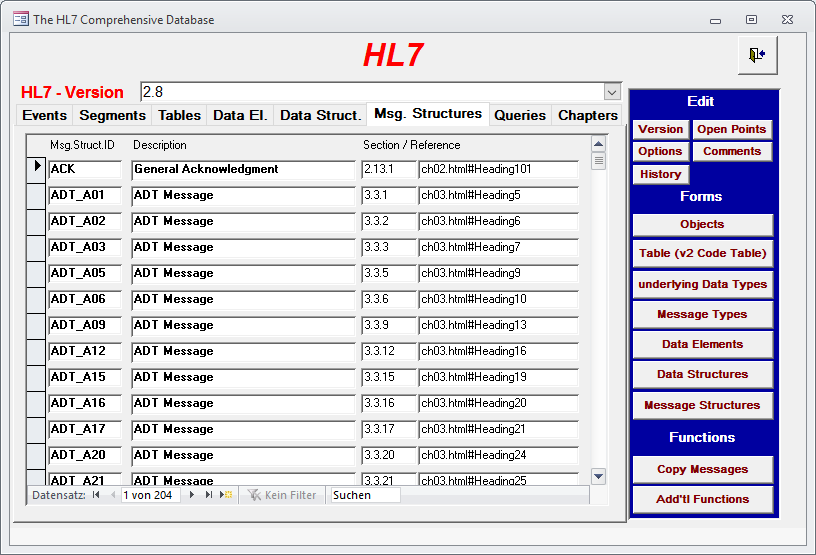 The HL7 Comprehensive Database
HL7
HL7 - Version 2.8
Events Segments Tables Data El. Data Struct. Msg. Structures Queries Chapters
Msg.Struct.ID Description Section / Reference
ACK General Acknowledgment 2.13.1 ch02.html#Heading101
ADT_A01 ADT Message 3.3.1 ch03.html#Heading5
ADT_A02 ADT Message 3.3.2 ch03.html#Heading6
ADT_A03 ADT Message 3.3.3 ch03.html#Heading7
ADT_A05 ADT Message 3.3.5 ch03.html#Heading9
ADT_A06 ADT Message 3.3.6 ch03.html#Heading10
ADT_A09 ADT Message 3.3.9 ch03.html#Heading13
ADT_A12 ADT Message 3.3.12 ch03.html#Heading16
ADT_A15 ADT Message 3.3.15 ch03.html#Heading19
ADT_A16 ADT Message 3.3.16 ch03.html#Heading20
ADT_A17 ADT Message 3.3.17 ch03.html#Heading21
ADT_A20 ADT Message 3.3.20 ch03.html#Heading24
ADT_A21 ADT Message 3.3.21 ch03.html#Heading25
Datensatz: 1 von 204 Kein Filter Suchen
Edit
Version Open Points
Options Comments
History
Forms
Objects
Table (v2 Code Table)
underlying Data Types
Message Types
Data Elements
Data Structures
Message Structures
Functions
Copy Messages
Add'tl Functions